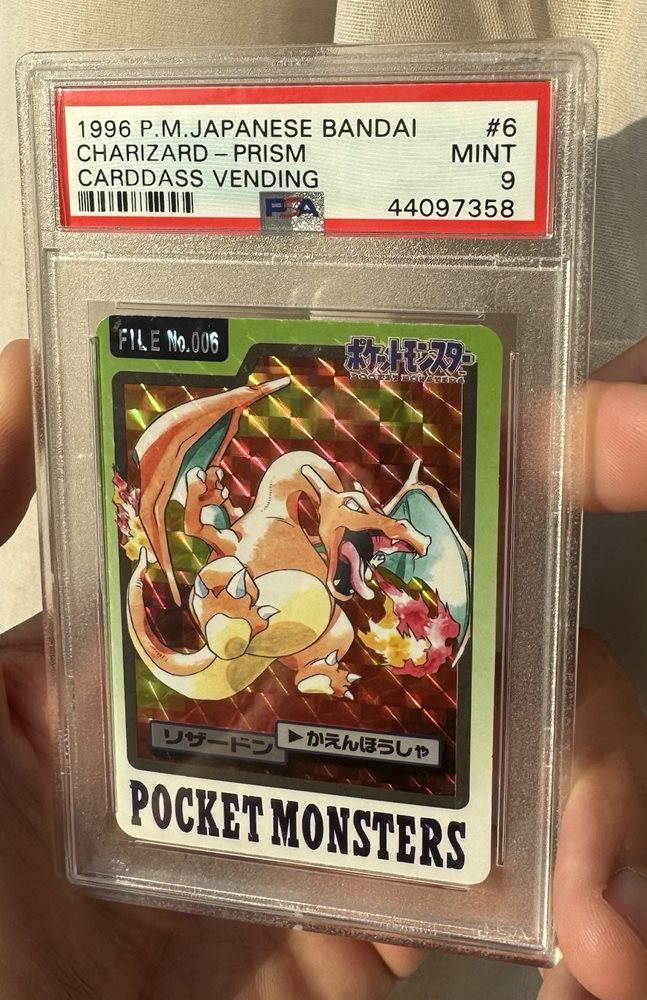 1996 P.M.JAPANESE BANDAI #6
CHARIZARD-PRISM MINT
CARDDASS VENDING 9
PSA 44097358
FILE No.006
ポケットモンスター
POCKET MONSTERS
リザードン ▶かえんほうしゃ
POCKET MONSTERS